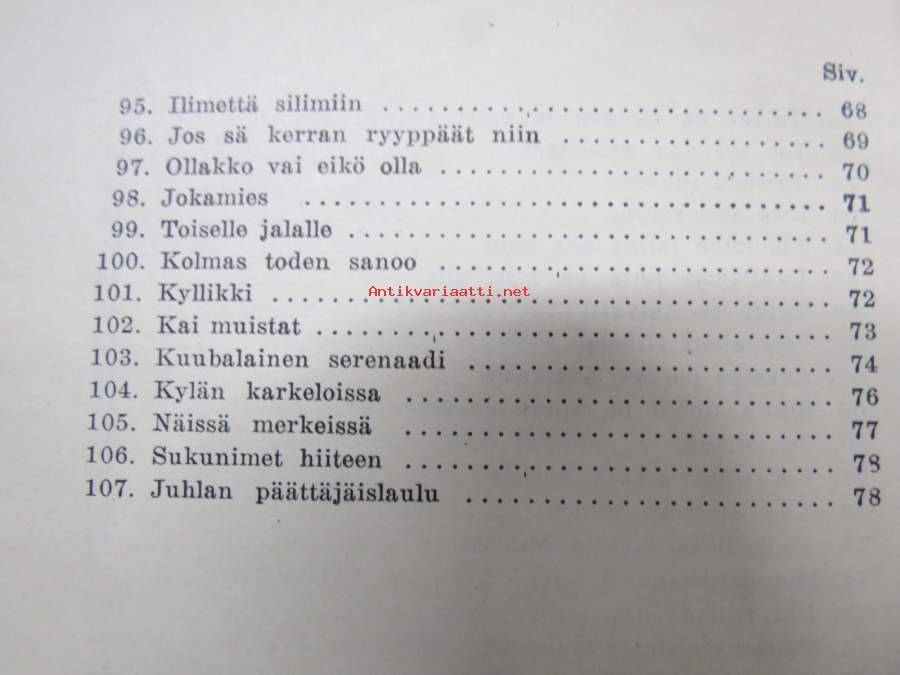 Siv.
95. Ilimettä silimiin ........................................ 68
96. Jos sä kerran ryyppäät niin ........................ 69
97. Ollakko vai eikö olla ................................ 70
98. Jokamies ............................................ 71
99. Toiselle jalalle ...................................... 71
100. Kolmas toden sanoo ................................ 72
101. Kyllikki ............................................ 72
Antikvariaatti.net
102. Kai muistat ........................................ 73
103. Kuubalainen serenaadi .............................. 74
104. Kylän karkeloissa .................................. 76
105. Näissä merkeissä .................................. 77
106. Sukunimet hiiteen .................................. 78
107. Juhlan päättäjäislaulu .............................. 78